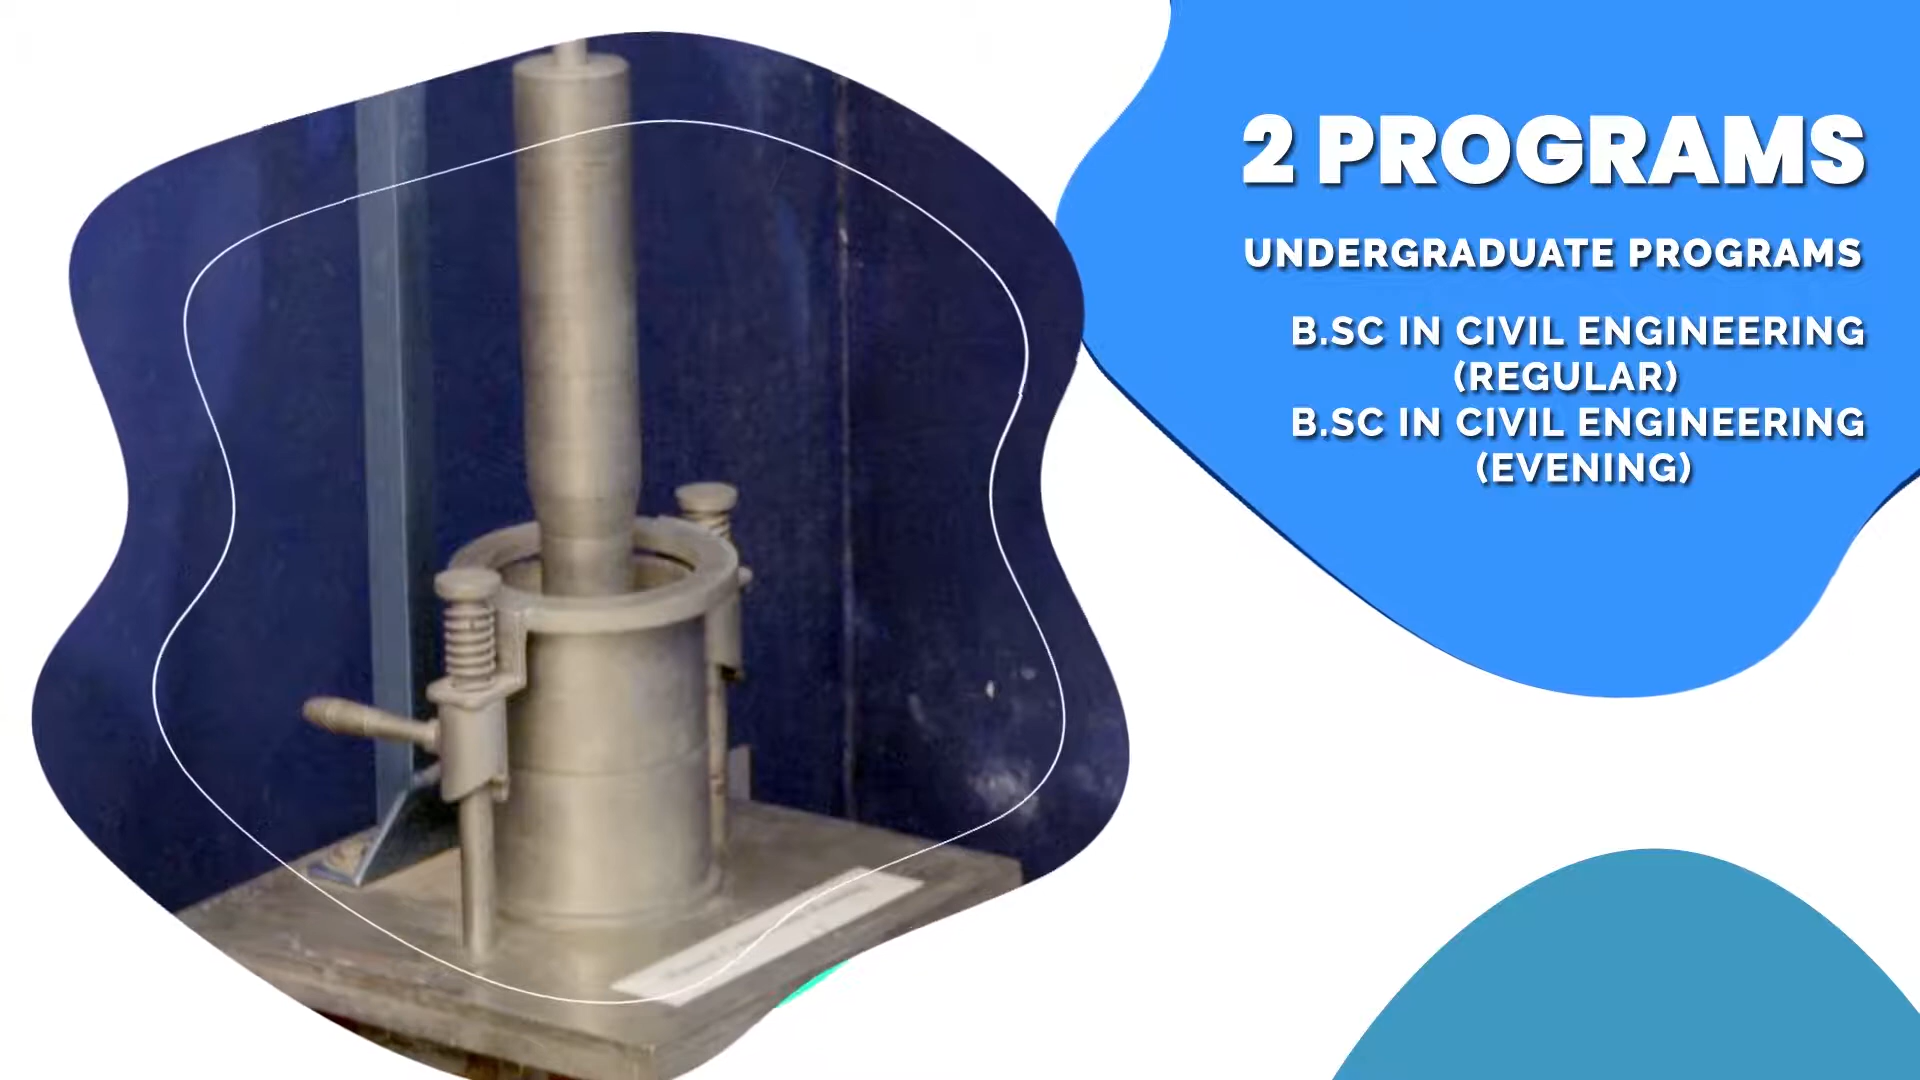 2 PROGRAMS
UNDERGRADUATE PROGRAMS
B.SC IN CIVIL ENGINEERING
(REGULAR)
B.SC IN CIVIL ENGINEERING
(EVENING)